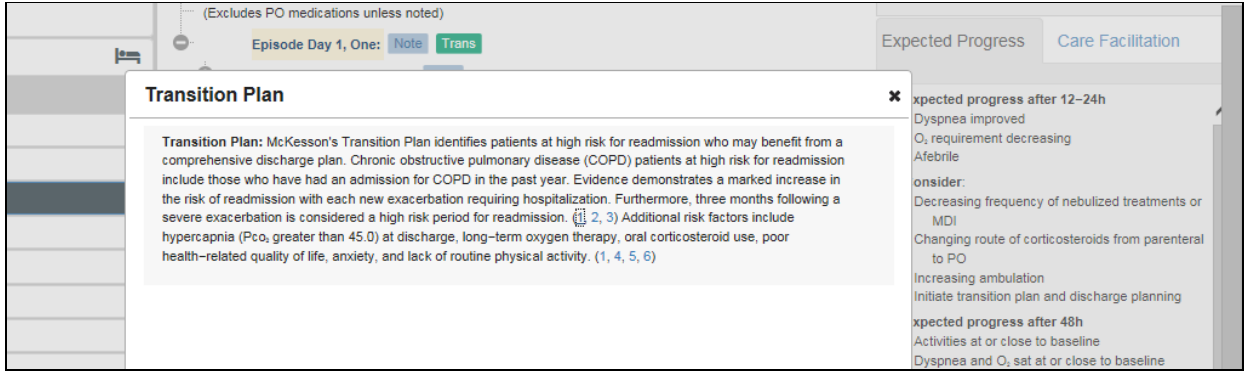 (Excludes PO medications unless noted)
Episode Day 1, One: Note Trans
Expected Progress Care Facilitation
Transition Plan
Transition Plan: McKesson's Transition Plan identifies patients at high risk for readmission who may benefit from a
comprehensive discharge plan. Chronic obstructive pulmonary disease (COPD) patients at high risk for readmission
include those who have had an admission for COPD in the past year. Evidence demonstrates a marked increase in
the risk of readmission with each new exacerbation requiring hospitalization. Furthermore, three months following a
severe exacerbation is considered a high risk period for readmission. (1, 2, 3) Additional risk factors include
hypercapnia (Pco₂ greater than 45.0) at discharge, long−term oxygen therapy, oral corticosteroid use, poor
health−related quality of life, anxiety, and lack of routine physical activity. (1, 4, 5, 6)
xpected progress after 12−24h
Dyspnea improved
O₂ requirement decreasing
Afebrile
onsider:
Decreasing frequency of nebulized treatments or
MDI
Changing route of corticosteroids from parenteral
to PO
Increasing ambulation
Initiate transition plan and discharge planning
xpected progress after 48h
Activities at or close to baseline
Dyspnea and O₂ sat at or close to baseline